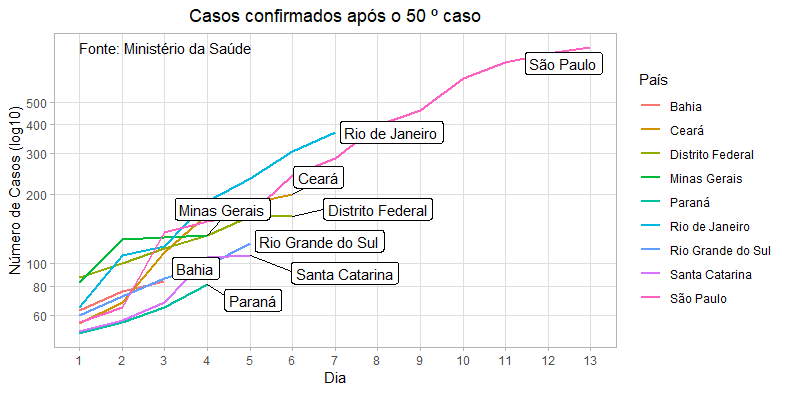 Casos confirmados após o 50 º caso
Fonte: Ministério da Saúde
Número de Casos (log10)
500
400
300
200
100
80
60
São Paulo
Rio de Janeiro
Ceará
Minas Gerais
Distrito Federal
Rio Grande do Sul
Bahia
Santa Catarina
Paraná
1 2 3 4 5 6 7 8 9 10 11 12 13
Dia
País
Bahia
Ceará
Distrito Federal
Minas Gerais
Paraná
Rio de Janeiro
Rio Grande do Sul
Santa Catarina
São Paulo